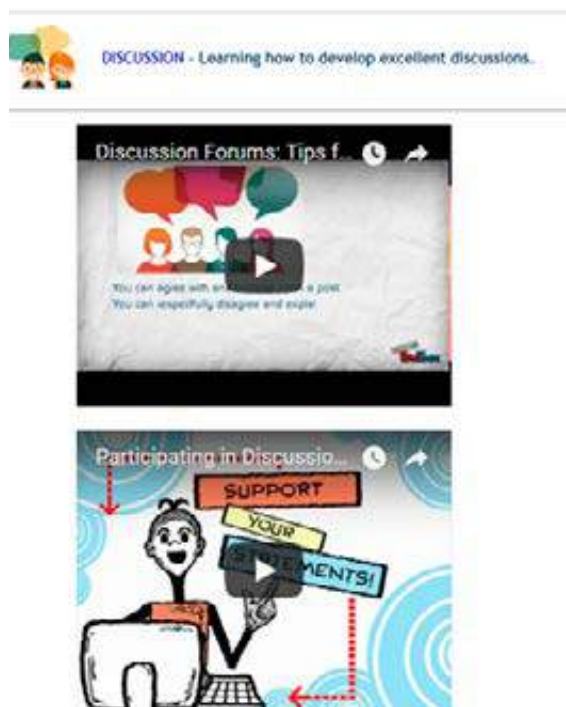 DISCUSSION - Learning how to develop excellent discussions.
Discussion Forums: Tips f...
You can agree with a post
You can respectfully disagree and
Participating in Discussio...
SUPPORT
YOUR
STATEMENTS!